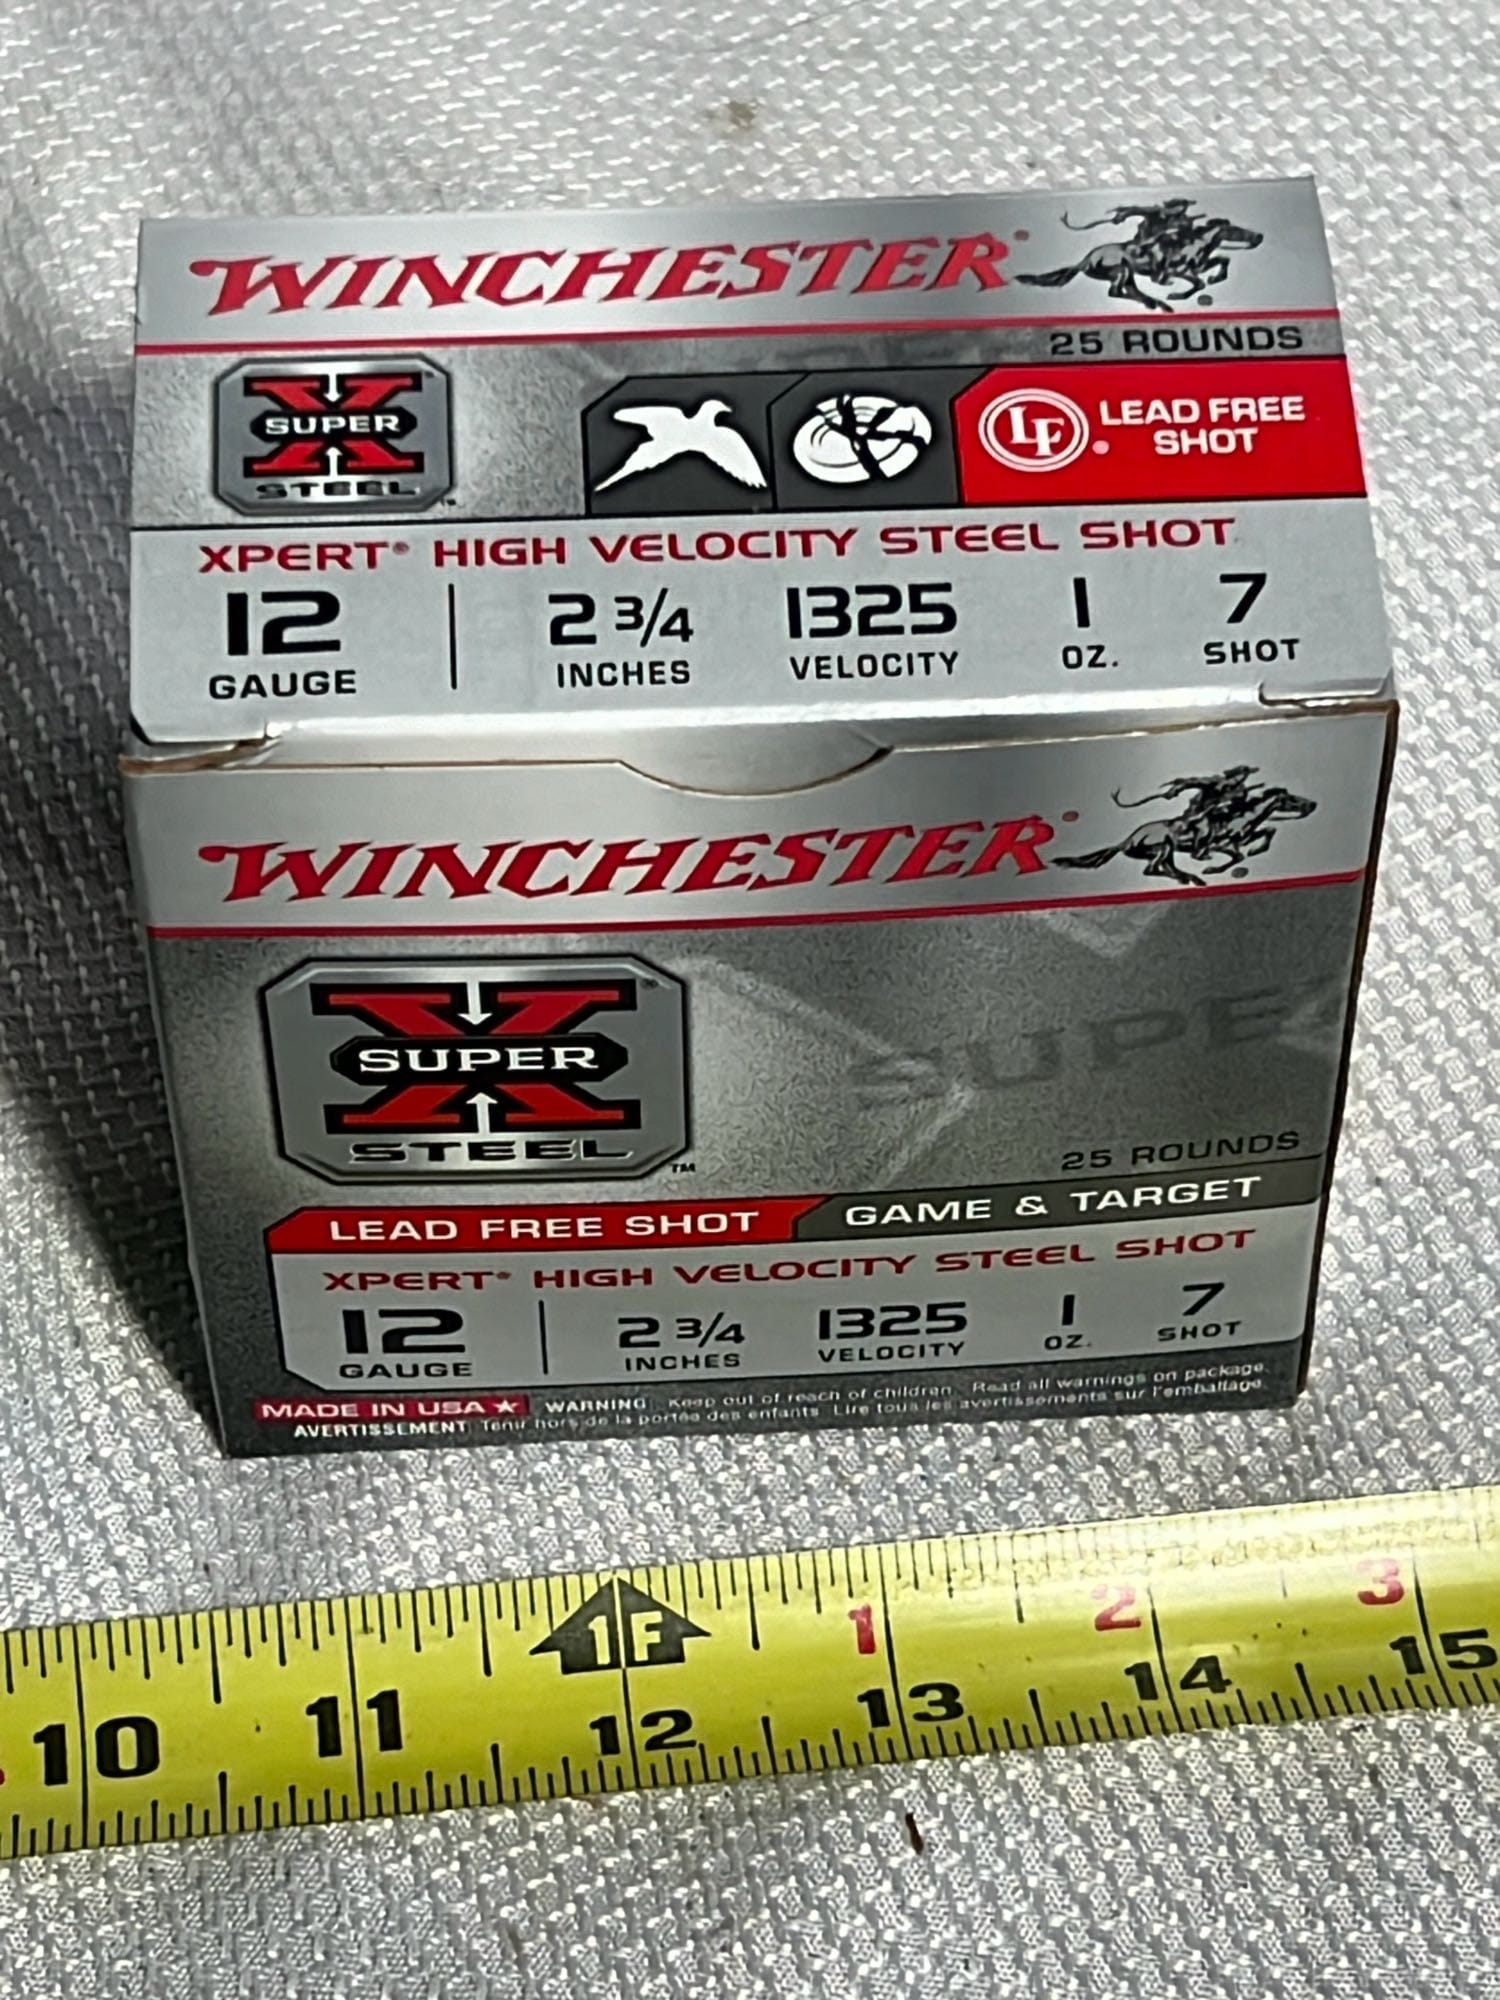 WINCHESTER®
25 ROUNDS
X SUPER STEEL ™
LF ® LEAD FREE SHOT
XPERT® HIGH VELOCITY STEEL SHOT
12 | 2 3/4 1325 1 7
GAUGE INCHES VELOCITY OZ. SHOT
WINCHESTER®
X SUPER STEEL ™
SUPER
25 ROUNDS
LEAD FREE SHOT GAME & TARGET
XPERT® HIGH VELOCITY STEEL SHOT
12 | 2 3/4 1325 1 7
GAUGE INCHES VELOCITY OZ. SHOT
MADE IN USA ★ WARNING Keep out of reach of children. Read all warnings on package.
AVERTISSEMENT Tenir hors de la portée des enfants. Lire tous les avertissements sur l'emballage.
1F 1 2 3
10 11 12 13 14 15